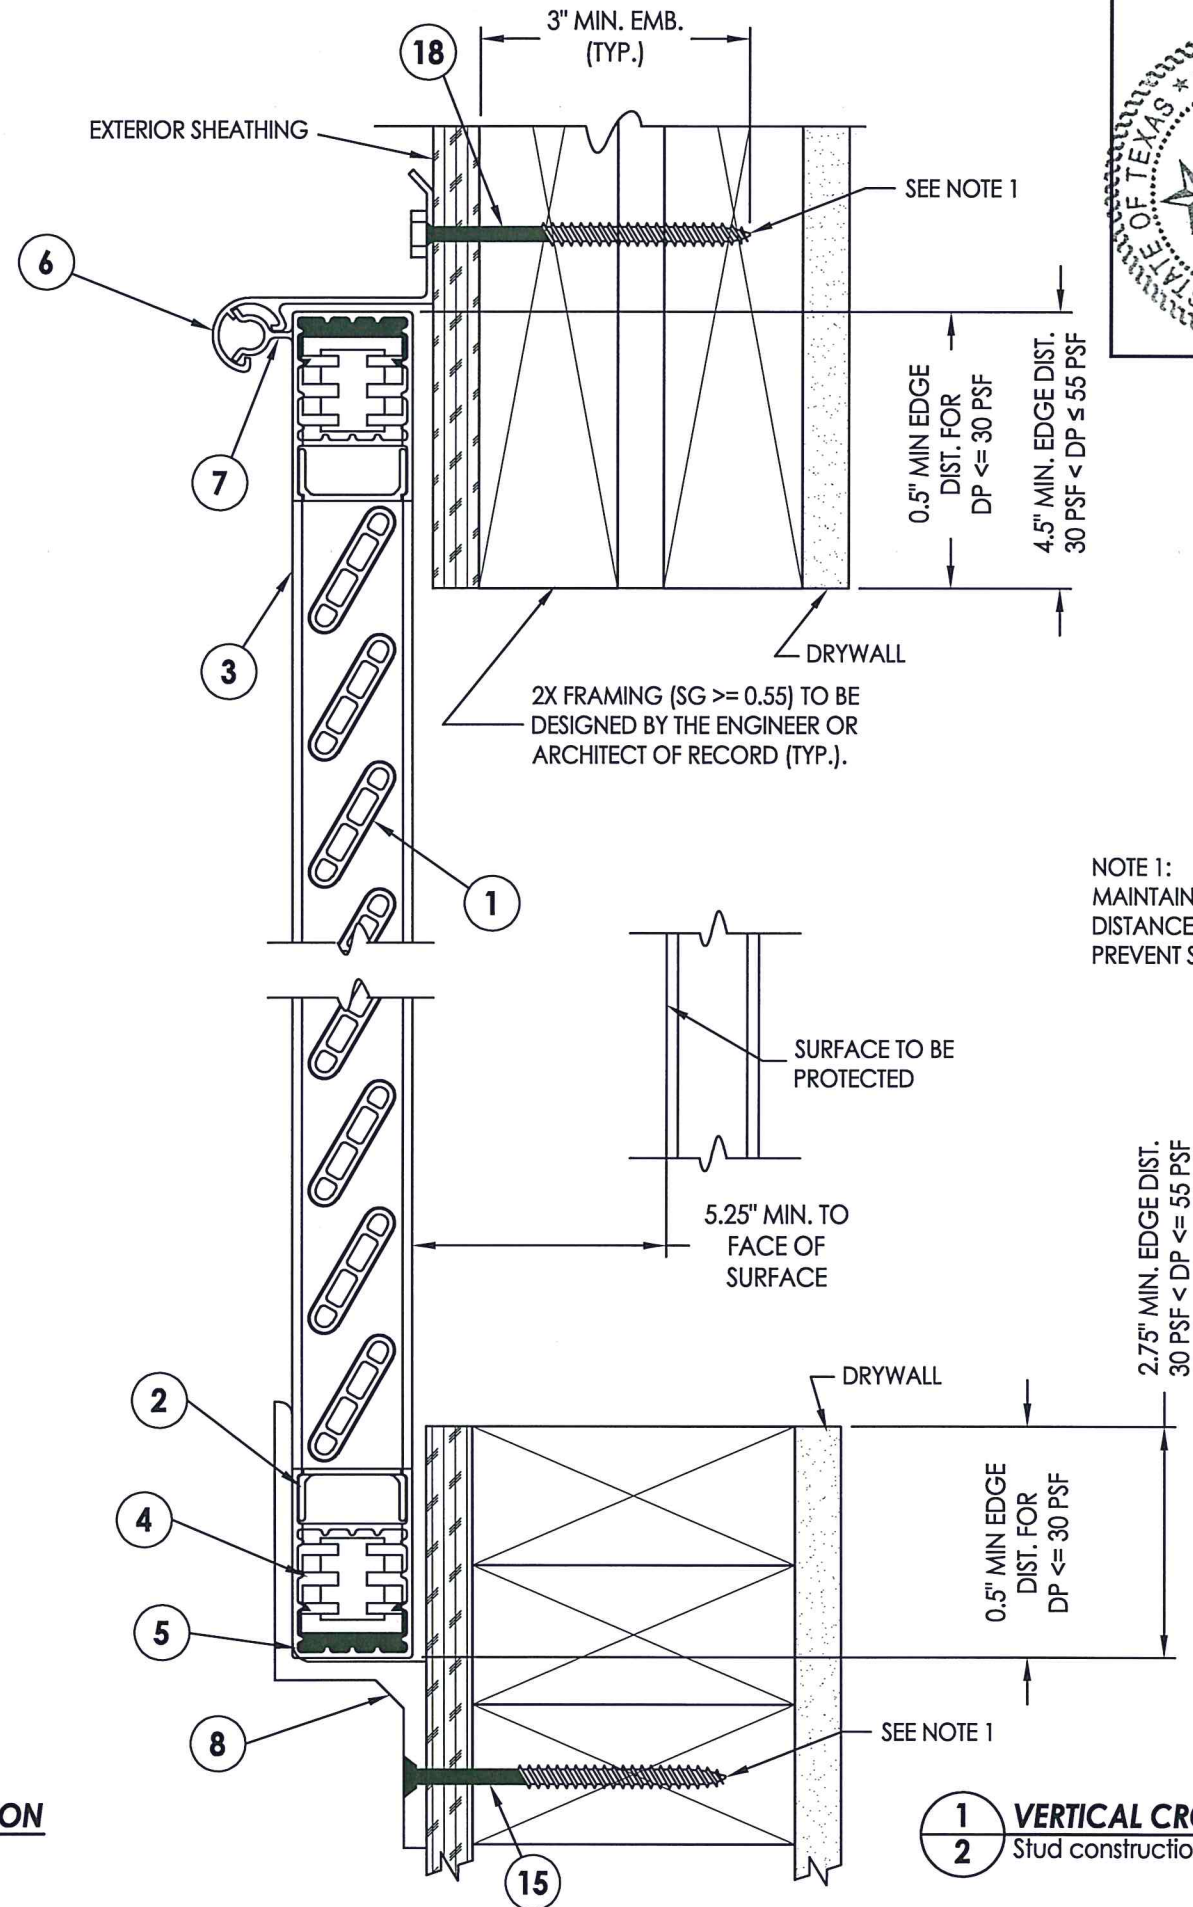 3" MIN. EMB.
(TYP.)
18
EXTERIOR SHEATHING
STATE OF TEXAS
SEE NOTE 1
6
7
0.5" MIN EDGE
DIST. FOR
DP <= 30 PSF
4.5" MIN. EDGE DIST.
30 PSF < DP ≤ 55 PSF
3
DRYWALL
2X FRAMING (SG >= 0.55) TO BE
DESIGNED BY THE ENGINEER OR
ARCHITECT OF RECORD (TYP.).
1
NOTE 1:
MAINTAIN
DISTANCE
PREVENT S
SURFACE TO BE
PROTECTED
5.25" MIN. TO
FACE OF
SURFACE
2.75" MIN. EDGE DIST.
30 PSF < DP <= 55 PSF
DRYWALL
2
4
0.5" MIN EDGE
DIST. FOR
DP <= 30 PSF
5
8
SEE NOTE 1
15
ON
1
2
VERTICAL CRO
Stud constructio